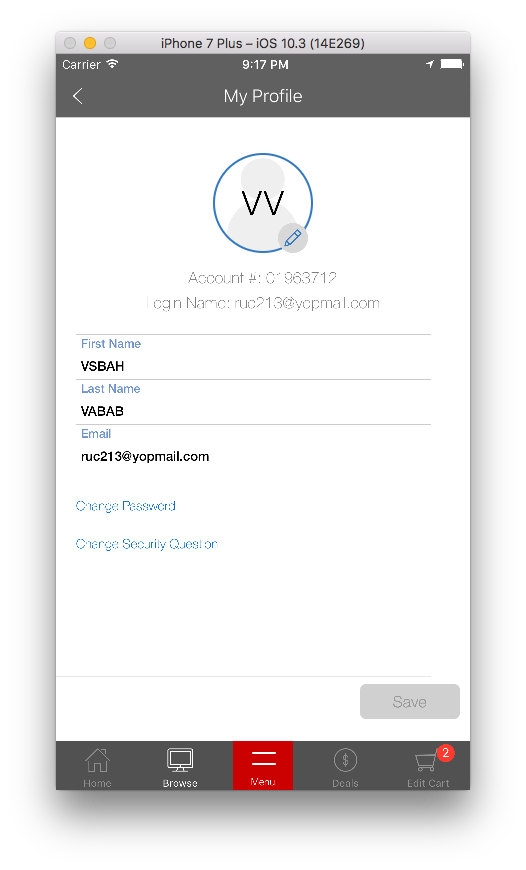 iPhone 7 Plus – iOS 10.3 (14E269)
Carrier 9:17 PM
My Profile
VV
Account #: 01963712
Login Name: ruc213@yopmail.com
First Name
VSBAH
Last Name
VABAB
Email
ruc213@yopmail.com
Change Password
Change Security Question
Save
2
Home Browse Menu Deals Edit Cart